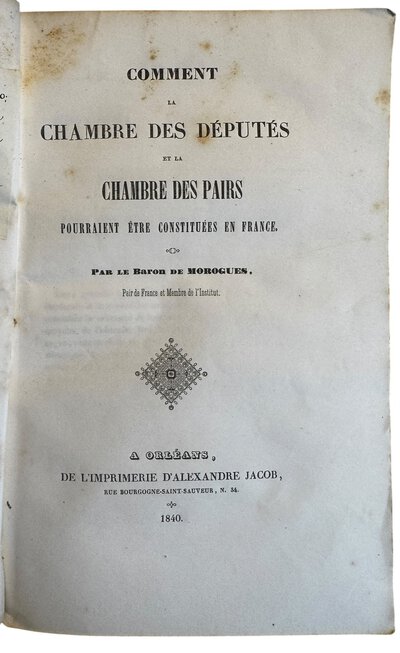 COMMENT
LA
CHAMBRE DES DÉPUTÉS
ET LA
CHAMBRE DES PAIRS
POURRAIENT ÊTRE CONSTITUÉES EN FRANCE.
PAR LE BARON DE MOROGUES,
Pair de France et Membre de l'Institut.
A ORLÉANS,
DE L'IMPRIMERIE D'ALEXANDRE JACOB,
RUE BOURGOGNE-SAINT-SAUVEUR, N. 34.
1840.